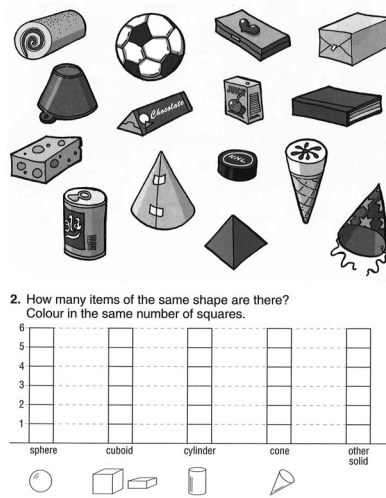 Chocolate
JUICE
NHL
2. How many items of the same shape are there?
Colour in the same number of squares.
6
5
4
3
2
1
sphere
cuboid
cylinder
cone
other
solid